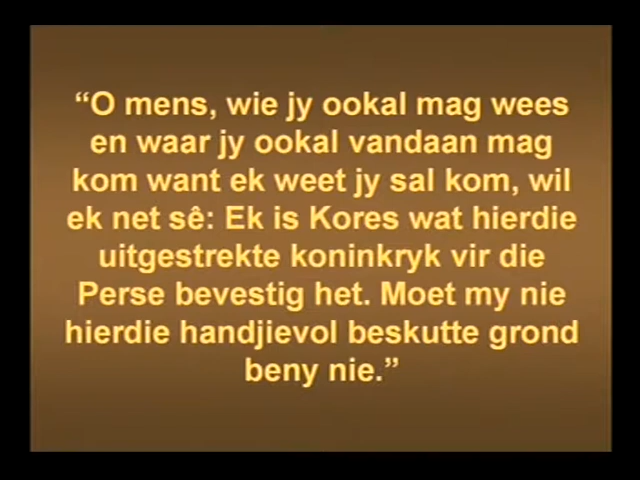 “O mens, wie jy ookal mag wees
en waar jy ookal vandaan mag
kom want ek weet jy sal kom, wil
ek net sê: Ek is Kores wat hierdie
uitgestrekte koninkryk vir die
Perse bevestig het. Moet my nie
hierdie handjievol beskutte grond
beny nie.”